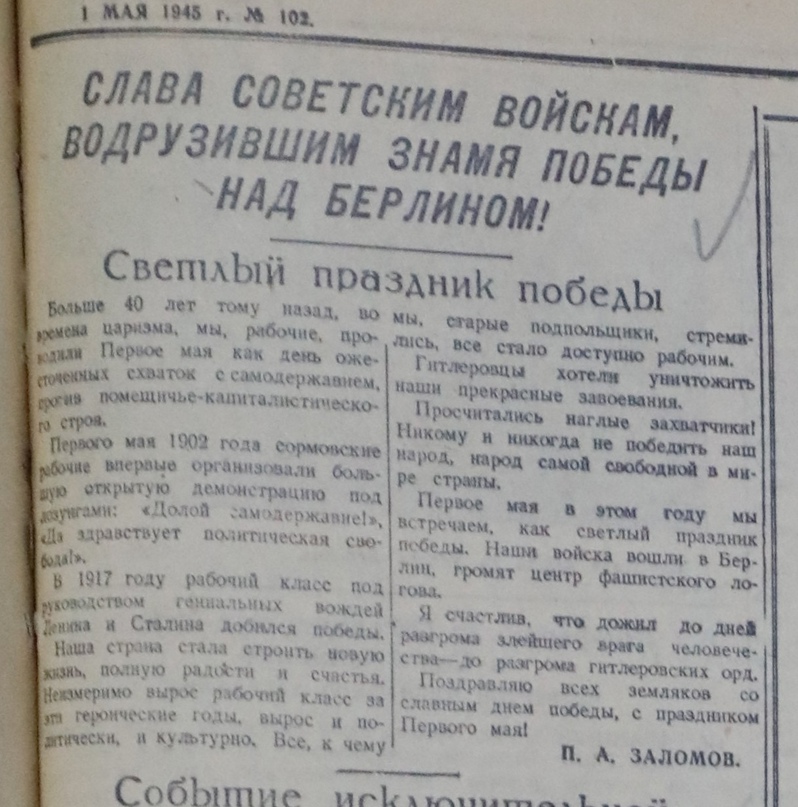 1 МАЯ 1945 г. № 102.
СЛАВА СОВЕТСКИМ ВОЙСКАМ,
ВОДРУЗИВШИМ ЗНАМЯ ПОБЕДЫ
НАД БЕРЛИНОМ!
Светлый праздник победы
Больше 40 лет тому назад, во
времена царизма, мы, рабочие, про-
водили Первое мая как день оже-
сточенных схваток с самодержавием,
против помещичье-капиталистическо-
го строя.
Первого мая 1902 года сормовские
рабочие впервые организовали боль-
шую открытую демонстрацию под
лозунгами: «Долой самодержавие!»,
«Да здравствует политическая сво-
бода!».
В 1917 году рабочий класс под
руководством гениальных вождей
Ленина и Сталина добился победы.
Наша страна стала строить новую
жизнь, полную радости и счастья.
Неизмеримо вырос рабочий класс за
эти героические годы, вырос и по-
литически, и культурно. Все, к чему
мы, старые подпольщики, стреми-
лись, все стало доступно рабочим.
Гитлеровцы хотели уничтожить
наши прекрасные завоевания.
Просчитались наглые захватчики!
Никому и никогда не победить наш
народ, народ самой свободной в ми-
ре страны.
Первое мая в этом году мы
встречаем, как светлый праздник
победы. Наши войска вошли в Бер-
лин, громят центр фашистского ло-
гова.
Я счастлив, что дожил до дней
разгрома злейшего врага человече-
ства—до разгрома гитлеровских орд.
Поздравляю всех земляков со
славным днем победы, с праздником
Первого мая!
П. А. ЗАЛОМОВ.
Событие исключительной